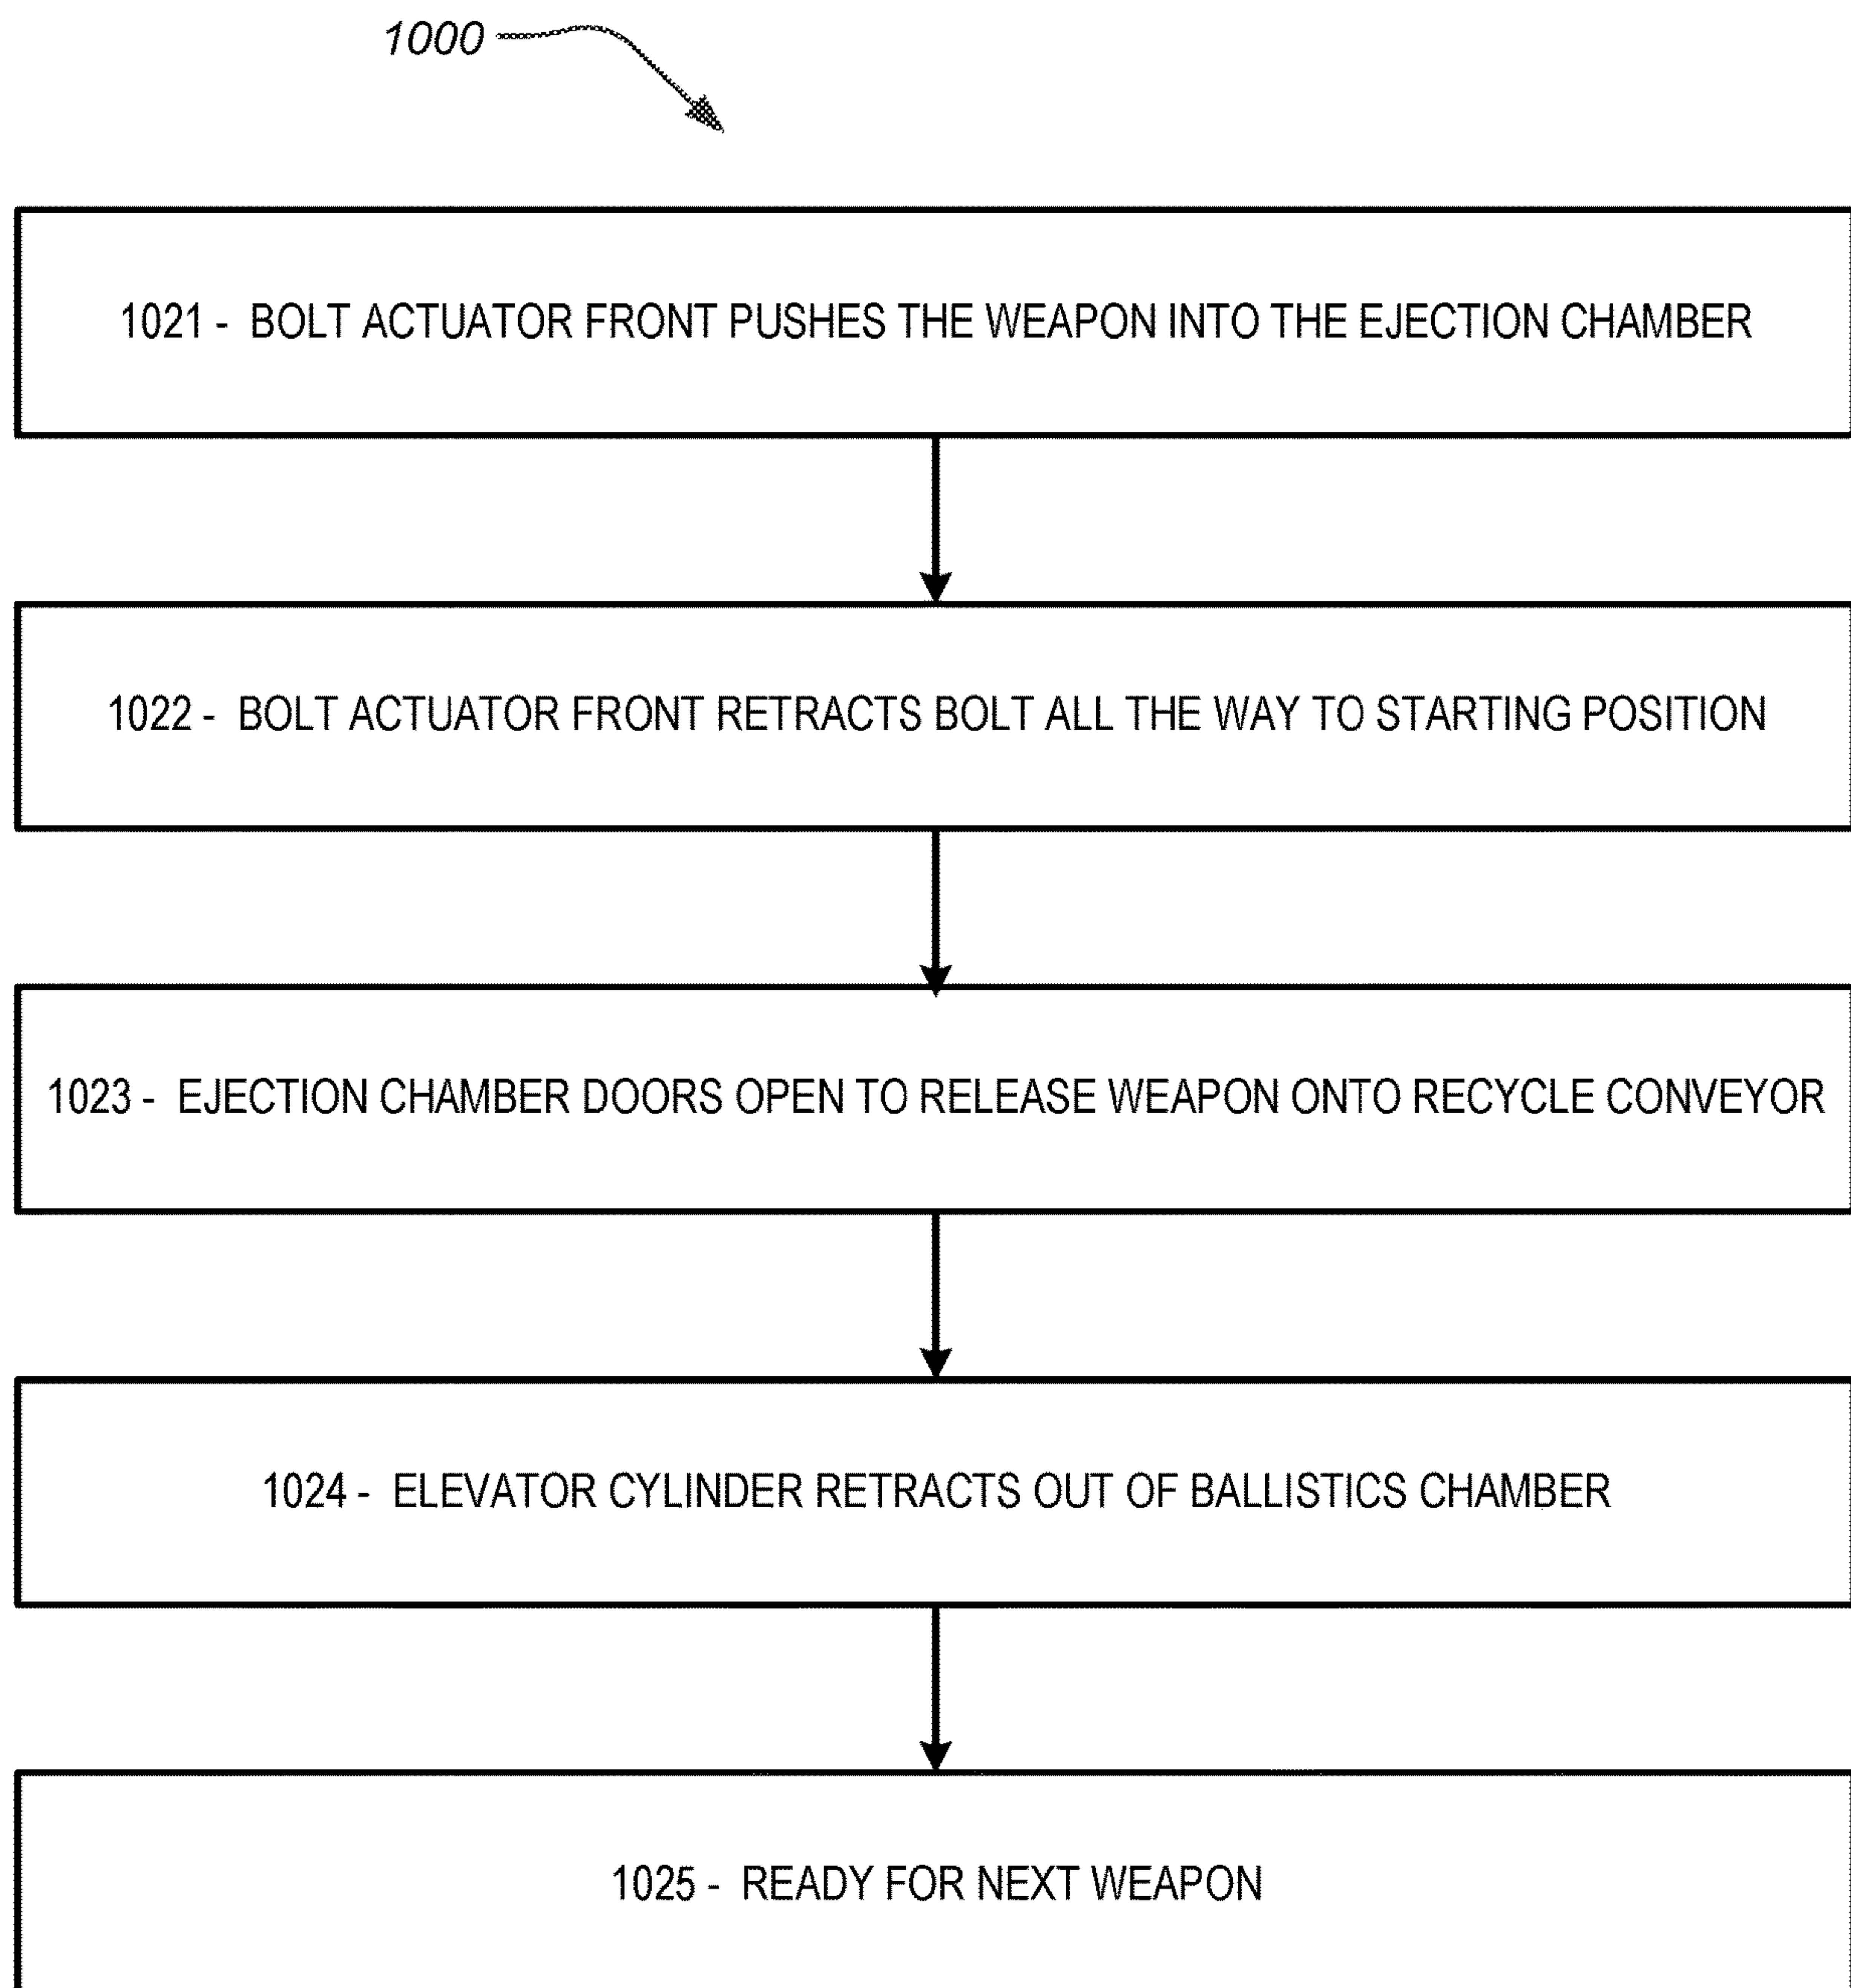 1000
1021 - BOLT ACTUATOR FRONT PUSHES THE WEAPON INTO THE EJECTION CHAMBER
1022 - BOLT ACTUATOR FRONT RETRACTS BOLT ALL THE WAY TO STARTING POSITION
1023 - EJECTION CHAMBER DOORS OPEN TO RELEASE WEAPON ONTO RECYCLE CONVEYOR
1024 - ELEVATOR CYLINDER RETRACTS OUT OF BALLISTICS CHAMBER
1025 - READY FOR NEXT WEAPON